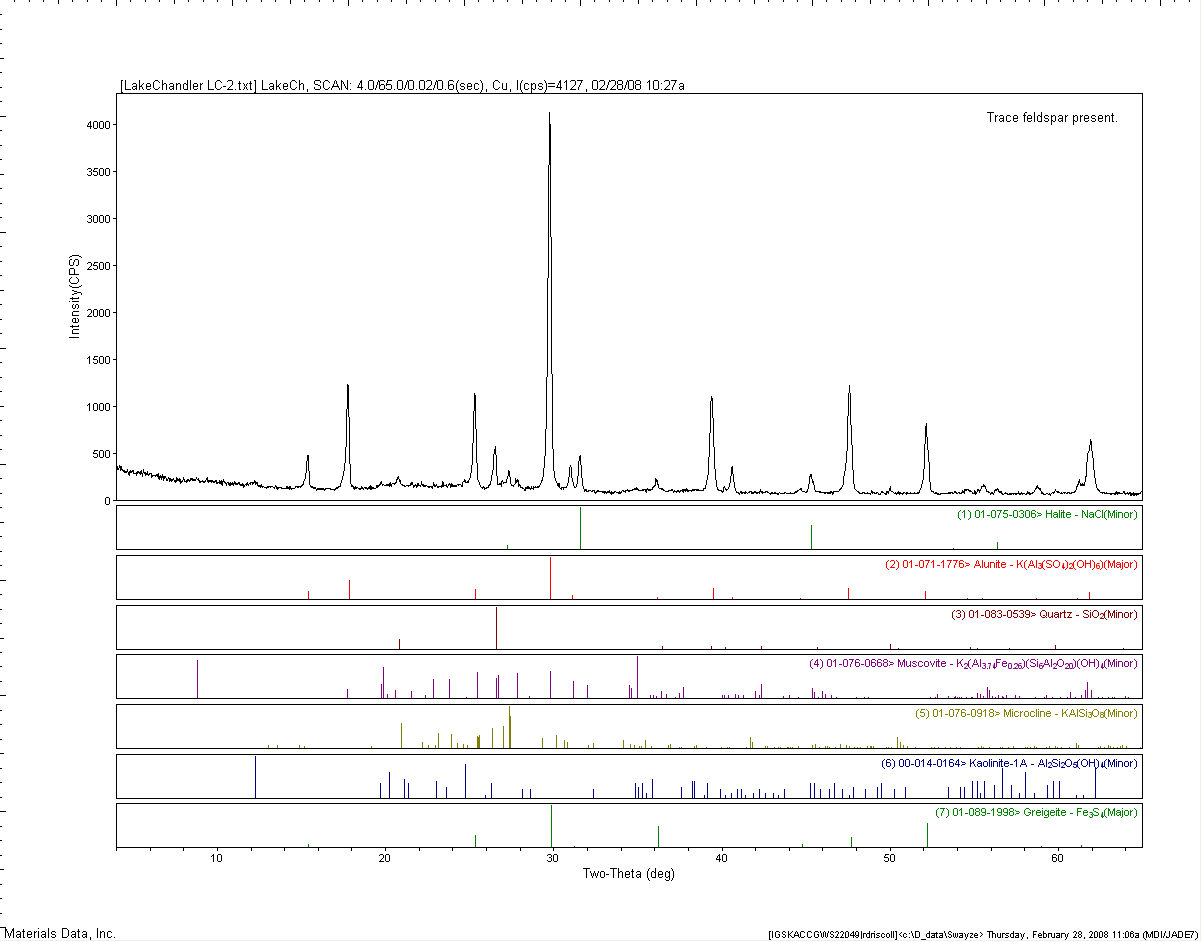 [LakeChandler LC-2.txt] LakeCh, SCAN: 4.0/65.0/0.02/0.6(sec), Cu, I(cps)=4127, 02/28/08 10:27a
Trace feldspar present.
4000
3500
3000
2500
2000
1500
1000
500
0
Intensity(CPS)
(1) 01-075-0306> Halite - NaCl(Minor)
(2) 01-071-1776> Alunite - K(Al₃(SO₄)₂(OH)₆)(Major)
(3) 01-083-0539> Quartz - SiO₂(Minor)
(4) 01-076-0668> Muscovite - K₂(Al₃.₇₄Fe₀.₂₆)(Si₆Al₂O₂₀)(OH)₄(Minor)
(5) 01-076-0918> Microcline - KAlSi₃O₈(Minor)
(6) 00-014-0164> Kaolinite-1A - Al₂Si₂O₅(OH)₄(Minor)
(7) 01-089-1998> Greigeite - Fe₃S₄(Major)
10 20 30 40 50 60
Two-Theta (deg)
Materials Data, Inc.
[IGSKACCGWS22049|rdriscoll]<c:\D_data\Swayze> Thursday, February 28, 2008 11:06a (MDI/JADE7)